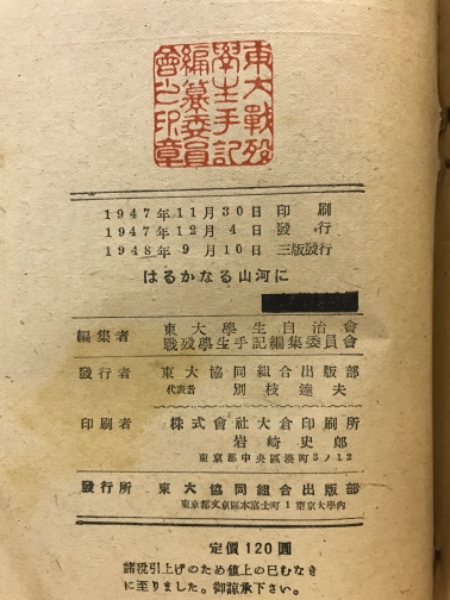 東大戰歿
學生手記
編纂委員
會之印章
1947年11月30日 印刷
1947年12月4日 發行
1948年9月10日 三版發行
はるかなる山河に
編集者 東大學生自治會
戰歿學生手記編集委員會
發行者 東大協同組合出版部
代表者 別枝達夫
印刷者 株式會社大倉印刷所
岩崎史郎
東京都中央區湊町3ノ12
發行所 東大協同組合出版部
東京都文京區本富士町1東京大學內
定價120圓
諸税引上げのため値上の已むなき
に至りました。御諒承下さい。